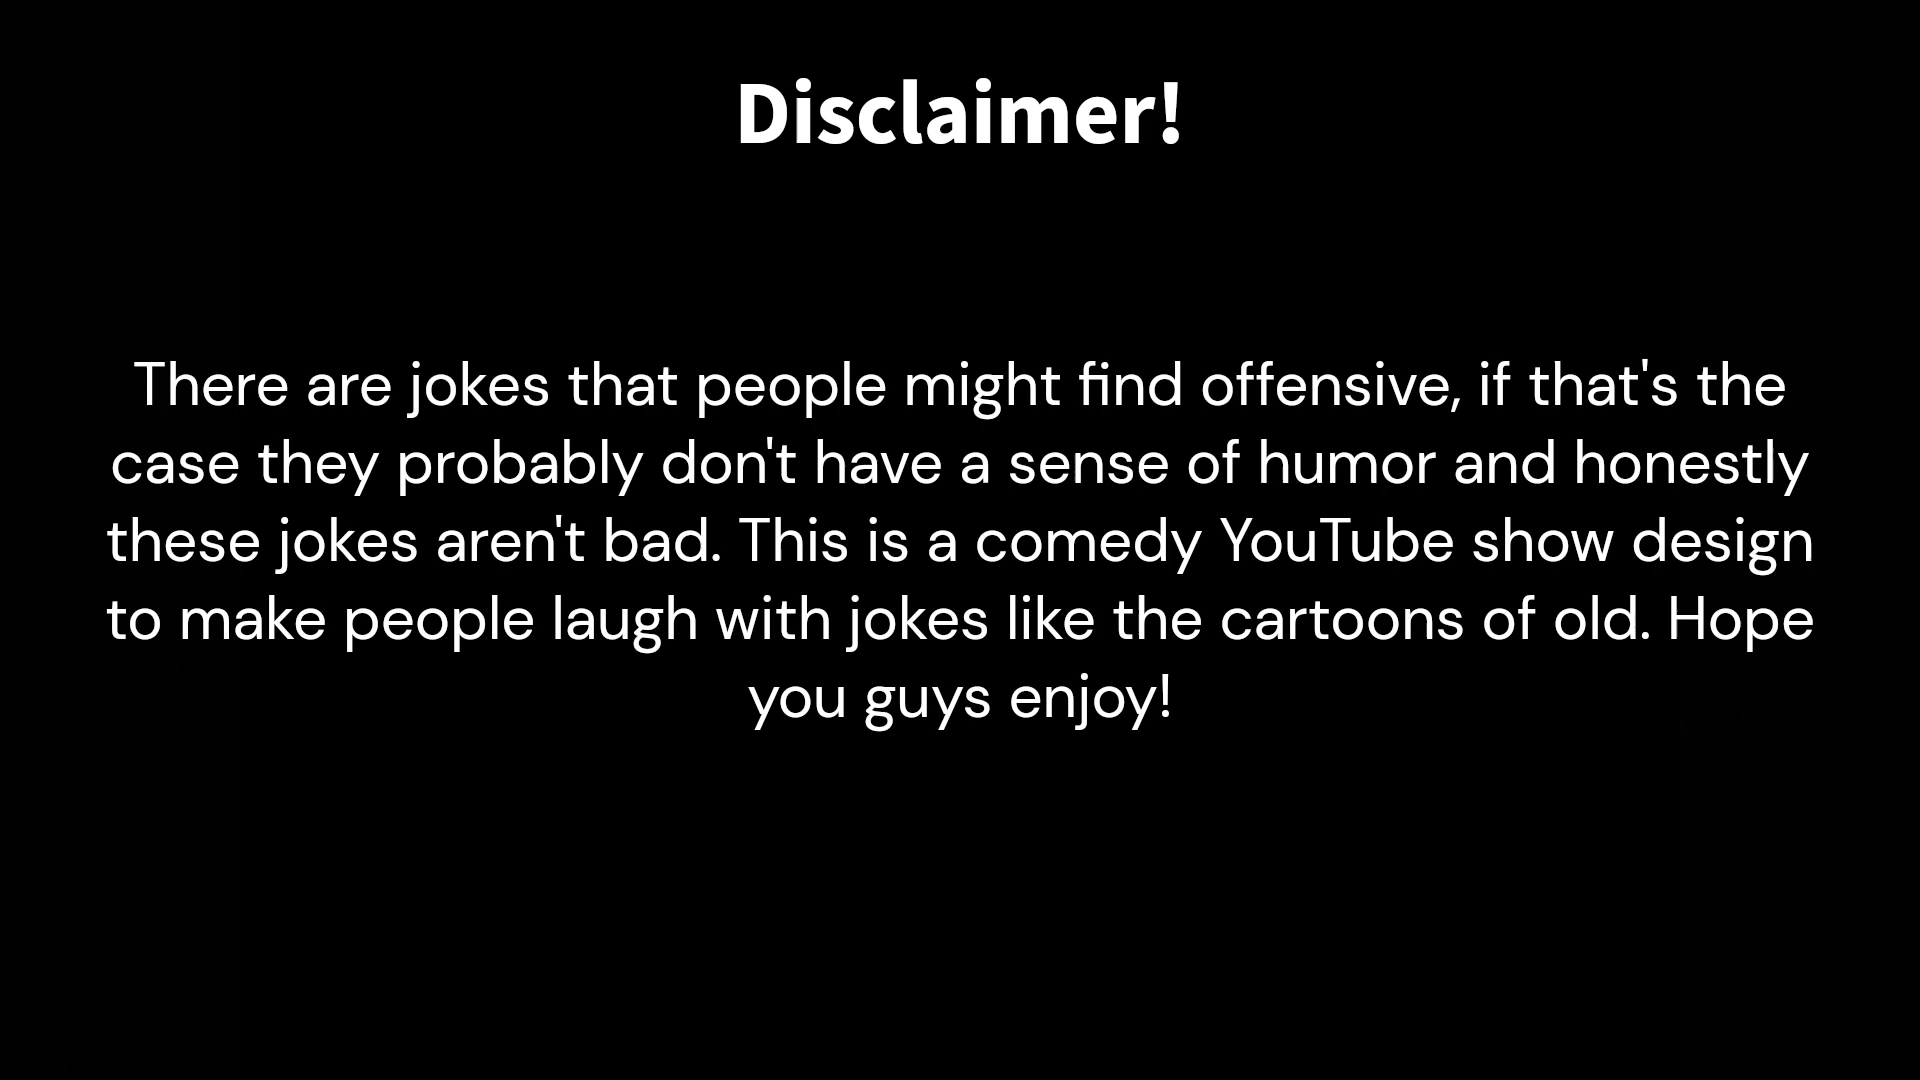 Disclaimer!
There are jokes that people might find offensive, if that's the
case they probably don't have a sense of humor and honestly
these jokes aren't bad. This is a comedy YouTube show design
to make people laugh with jokes like the cartoons of old. Hope
you guys enjoy!